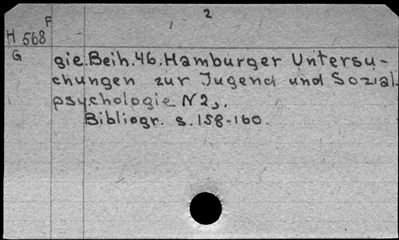 2
F
H 568
G
gie.Beih.46.Hamburger Untersu-
chungen zur Jugend und Sozial.
psychologie N2,.
Bibliogr. s.158-160.